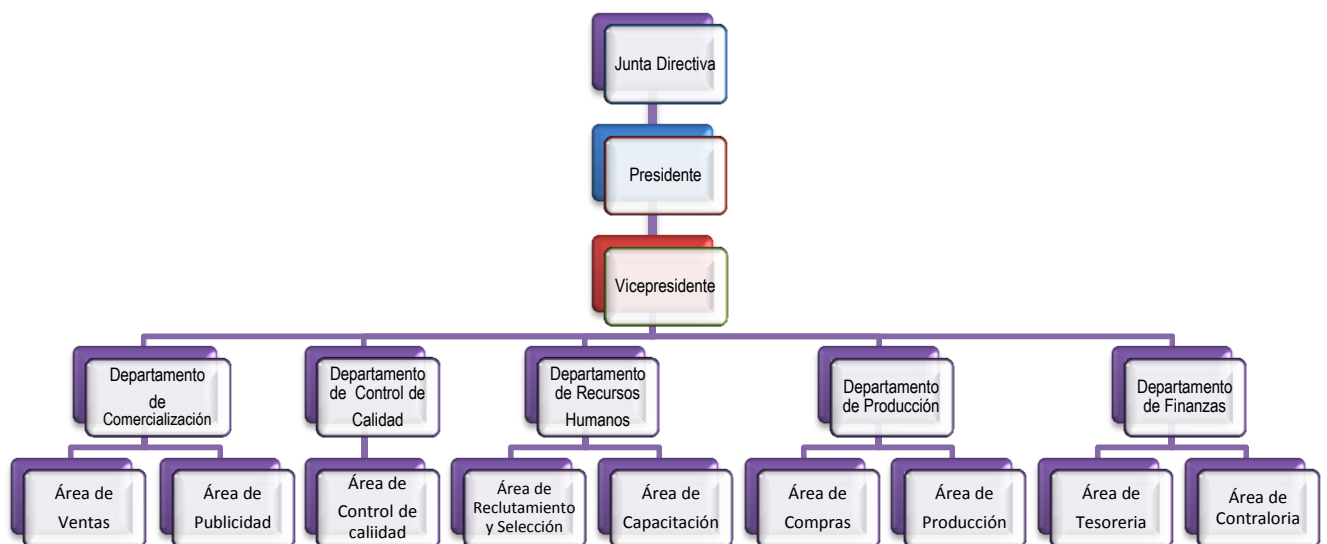 Junta Directiva
Presidente
Vicepresidente
Departamento
de
Comercialización
Departamento
de Control de
Calidad
Departamento
de Recursos
Humanos
Departamento
de Producción
Departamento
de Finanzas
Área de
Ventas
Área de
Publicidad
Área de
Control de
caliidad
Área de
Reclutamiento
y Selección
Área de
Capacitación
Área de
Compras
Área de
Producción
Área de
Tesoreria
Área de
Contraloria